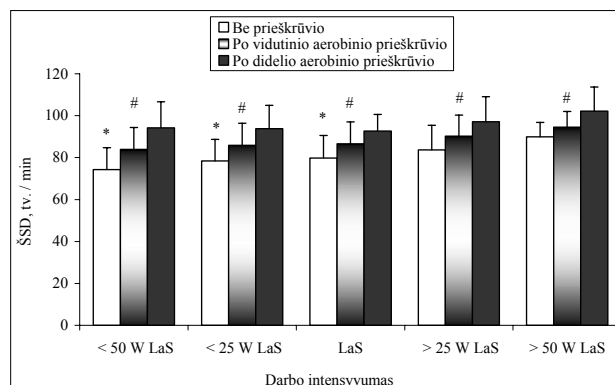 Be prieškrūvio
Po vidutinio aerobinio prieškrūvio
Po didelio aerobinio prieškrūvio
ŠSD, tv. / min
120
100
80
60
40
20
0
* # * # * # # #
< 50 W LaS < 25 W LaS LaS > 25 W LaS > 50 W LaS
Darbo intensyvumas